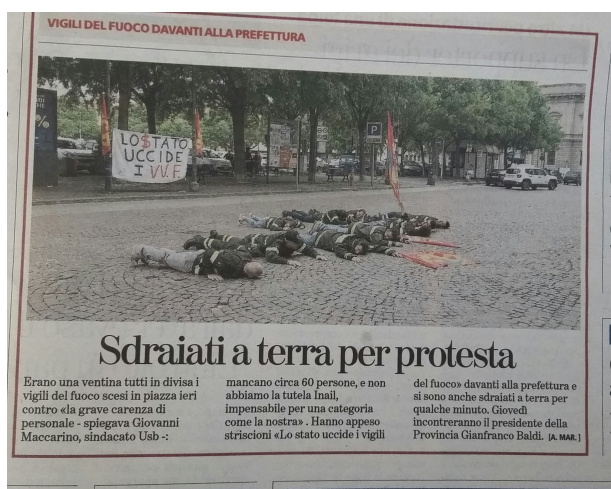 VIGILI DEL FUOCO DAVANTI ALLA PREFETTURA
%
LO $TATO
UCCIDE
I VV.F
P
Sdraiati a terra per protesta
Erano una ventina tutti in divisa i
vigili del fuoco scesi in piazza ieri
contro «la grave carenza di
personale - spiegava Giovanni
Maccarino, sindacato Usb -:
mancano circa 60 persone, e non
abbiamo la tutela Inail,
impensabile per una categoria
come la nostra» . Hanno appeso
striscioni «Lo stato uccide i vigili
del fuoco» davanti alla prefettura e
si sono anche sdraiati a terra per
qualche minuto. Giovedì
incontreranno il presidente della
Provincia Gianfranco Baldi. [A. MAR.]